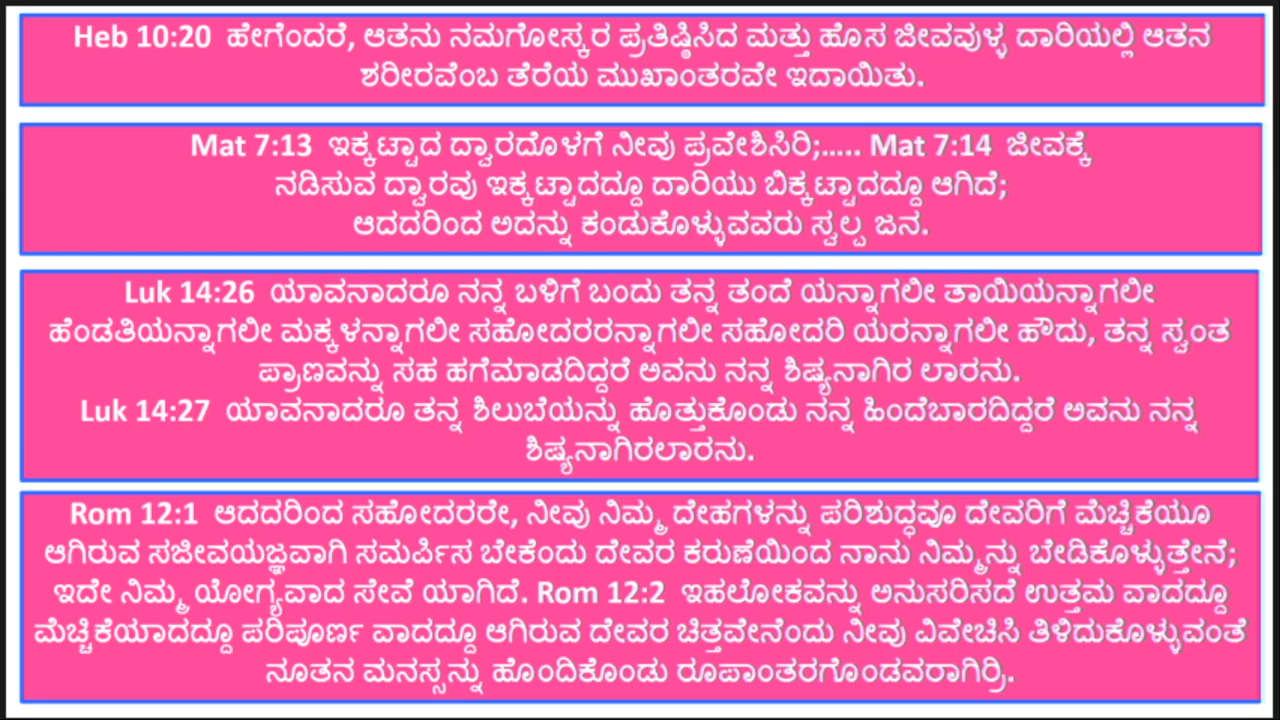 Heb 10:20 ಹೇಗೆಂದರೆ, ಆತನು ನಮಗೋಸ್ಕರ ಪ್ರತಿಷ್ಠಿಸಿದ ಮತ್ತು ಹೊಸ ಜೀವವುಳ್ಳ ದಾರಿಯಲ್ಲಿ ಆತನ
ಶರೀರವೆಂಬ ತೆರೆಯ ಮುಖಾಂತರವೇ ಇದಾಯಿತು.
Mat 7:13 ಇಕ್ಕಟ್ಟಾದ ದ್ವಾರದೊಳಗೆ ನೀವು ಪ್ರವೇಶಿಸಿರಿ;..... Mat 7:14 ಜೀವಕ್ಕೆ
ನಡಿಸುವ ದ್ವಾರವು ಇಕ್ಕಟ್ಟಾದದ್ದೂ ದಾರಿಯು ಬಿಕ್ಕಟ್ಟಾದದ್ದೂ ಆಗಿದೆ;
ಆದದರಿಂದ ಅದನ್ನು ಕಂಡುಕೊಳ್ಳುವವರು ಸ್ವಲ್ಪ ಜನ.
Luk 14:26 ಯಾವನಾದರೂ ನನ್ನ ಬಳಿಗೆ ಬಂದು ತನ್ನ ತಂದೆ ಯನ್ನಾಗಲೀ ತಾಯಿಯನ್ನಾಗಲೀ
ಹೆಂಡತಿಯನ್ನಾಗಲೀ ಮಕ್ಕಳನ್ನಾಗಲೀ ಸಹೋದರರನ್ನಾಗಲೀ ಸಹೋದರಿ ಯರನ್ನಾಗಲೀ ಹೌದು, ತನ್ನ ಸ್ವಂತ
ಪ್ರಾಣವನ್ನು ಸಹ ಹಗೆಮಾಡದಿದ್ದರೆ ಅವನು ನನ್ನ ಶಿಷ್ಯನಾಗಿರ ಲಾರನು.
Luk 14:27 ಯಾವನಾದರೂ ತನ್ನ ಶಿಲುಬೆಯನ್ನು ಹೊತ್ತುಕೊಂಡು ನನ್ನ ಹಿಂದೆಬಾರದಿದ್ದರೆ ಅವನು ನನ್ನ
ಶಿಷ್ಯನಾಗಿರಲಾರನು.
Rom 12:1 ಆದದರಿಂದ ಸಹೋದರರೇ, ನೀವು ನಿಮ್ಮ ದೇಹಗಳನ್ನು ಪರಿಶುದ್ಧವೂ ದೇವರಿಗೆ ಮೆಚ್ಚಿಕೆಯೂ
ಆಗಿರುವ ಸಜೀವಯಜ್ಞವಾಗಿ ಸಮರ್ಪಿಸ ಬೇಕೆಂದು ದೇವರ ಕರುಣೆಯಿಂದ ನಾನು ನಿಮ್ಮನ್ನು ಬೇಡಿಕೊಳ್ಳುತ್ತೇನೆ;
ಇದೇ ನಿಮ್ಮ ಯೋಗ್ಯವಾದ ಸೇವೆ ಯಾಗಿದೆ. Rom 12:2 ಇಹಲೋಕವನ್ನು ಅನುಸರಿಸದೆ ಉತ್ತಮ ವಾದದ್ದೂ
ಮೆಚ್ಚಿಕೆಯಾದದ್ದೂ ಪರಿಪೂರ್ಣ ವಾದದ್ದೂ ಆಗಿರುವ ದೇವರ ಚಿತ್ತವೇನೆಂದು ನೀವು ವಿವೇಚಿಸಿ ತಿಳಿದುಕೊಳ್ಳುವಂತೆ
ನೂತನ ಮನಸ್ಸನ್ನು ಹೊಂದಿಕೊಂಡು ರೂಪಾಂತರಗೊಂಡವರಾಗಿರ್ರಿ.